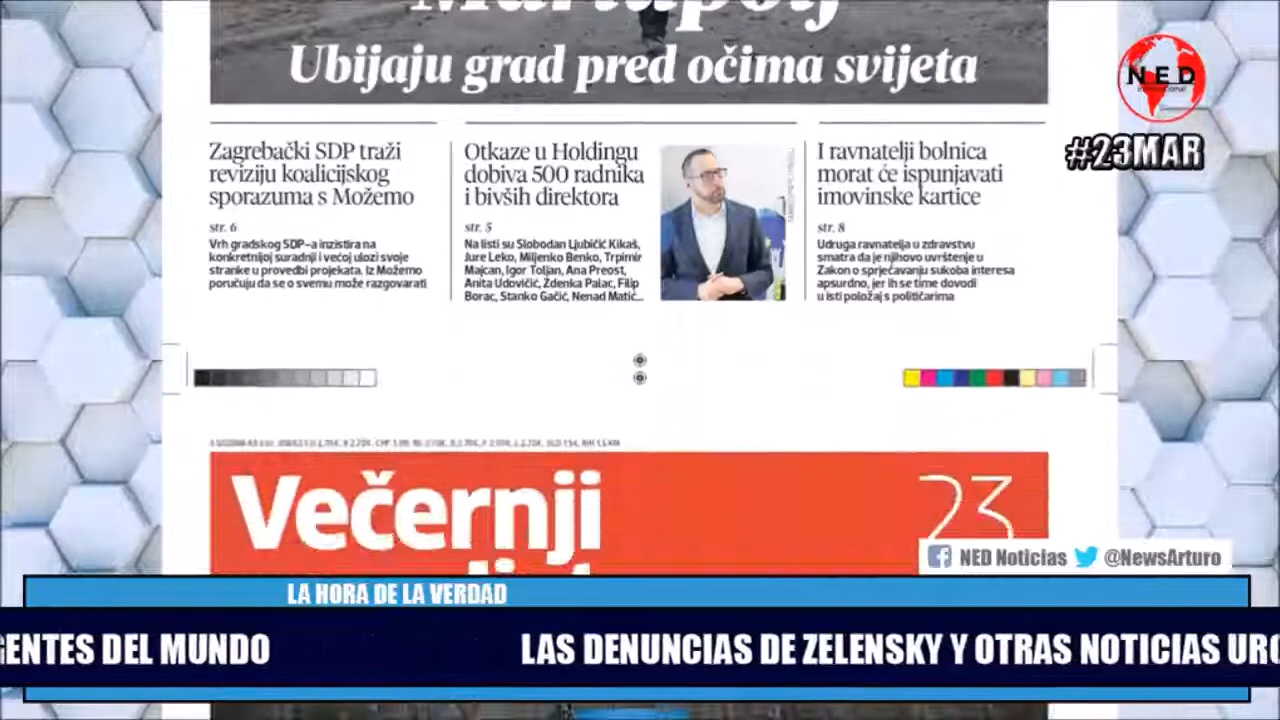 Mariupolj
Ubijaju grad pred očima svijeta
NED
International
#23MAR
Zagrebački SDP traži
reviziju koalicijskog
sporazuma s Možemo
str. 6
Vrh gradskog SDP-a inzistira na
konkretnijoj suradnji i većoj ulozi svoje
stranke u provedbi projekata. Iz Možemo
poručuju da se o svemu može razgovarati
Otkaze u Holdingu
dobiva 500 radnika
i bivših direktora
str. 5
Na listi su Slobodan Ljubičić Kikaš,
Jure Leko, Miljenko Benko, Trpimir
Majcan, Igor Toljan, Ana Preost,
Anita Udovičić, Ždenka Palac, Filip
Borac, Stanko Gačić, Nenad Matić...
I ravnatelji bolnica
morat će ispunjavati
imovinske kartice
str. 8
Udruga ravnatelja u zdravstvu
smatra da je njihovo uvrštenje u
Zakon o sprječavanju sukoba interesa
apsurdno, jer ih se time dovodi
u isti položaj s političarima
Večernji
23
NED Noticias @NewsArturo
LA HORA DE LA VERDAD
ENTES DEL MUNDO LAS DENUNCIAS DE ZELENSKY Y OTRAS NOTICIAS URG